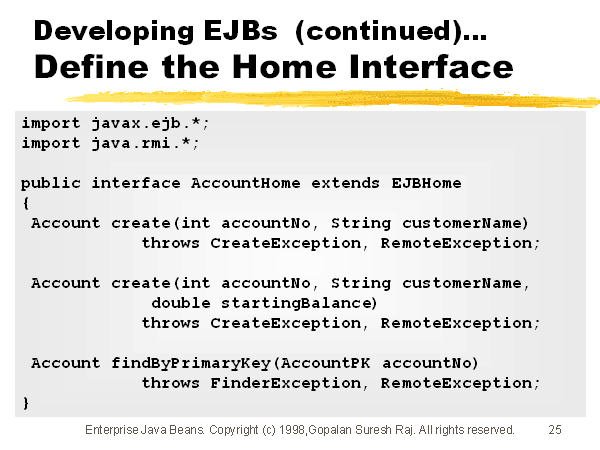 Developing EJBs (continued)...
Define the Home Interface
import javax.ejb.*;
import java.rmi.*;
public interface AccountHome extends EJBHome
{
Account create(int accountNo, String customerName)
throws CreateException, RemoteException;
Account create(int accountNo, String customerName,
double startingBalance)
throws CreateException, RemoteException;
Account findByPrimaryKey(AccountPK accountNo)
throws FinderException, RemoteException;
}
Enterprise Java Beans. Copyright (c) 1998,Gopalan Suresh Raj. All rights reserved. 25